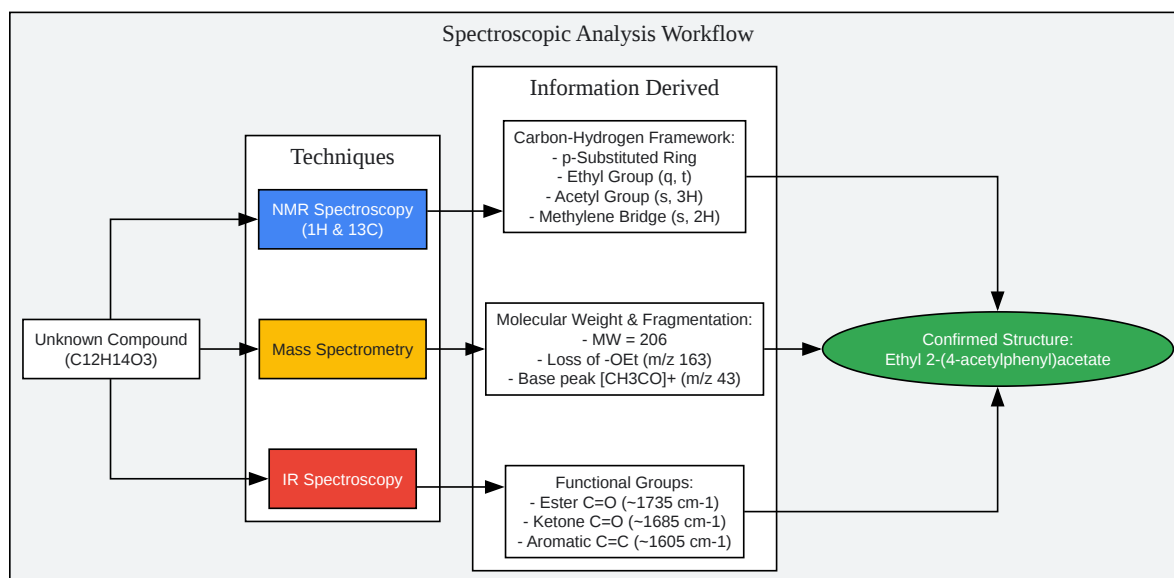 Spectroscopic Analysis Workflow
Information Derived
Techniques
Carbon-Hydrogen Framework:
- p-Substituted Ring
- Ethyl Group (q, t)
- Acetyl Group (s, 3H)
- Methylene Bridge (s, 2H)
NMR Spectroscopy
(1H & 13C)
Unknown Compound
(C12H14O3)
Mass Spectrometry
Molecular Weight & Fragmentation:
- MW = 206
- Loss of -OEt (m/z 163)
- Base peak [CH3CO]+ (m/z 43)
Confirmed Structure:
Ethyl 2-(4-acetylphenyl)acetate
IR Spectroscopy
Functional Groups:
- Ester C=O (~1735 cm-1)
- Ketone C=O (~1685 cm-1)
- Aromatic C=C (~1605 cm-1)